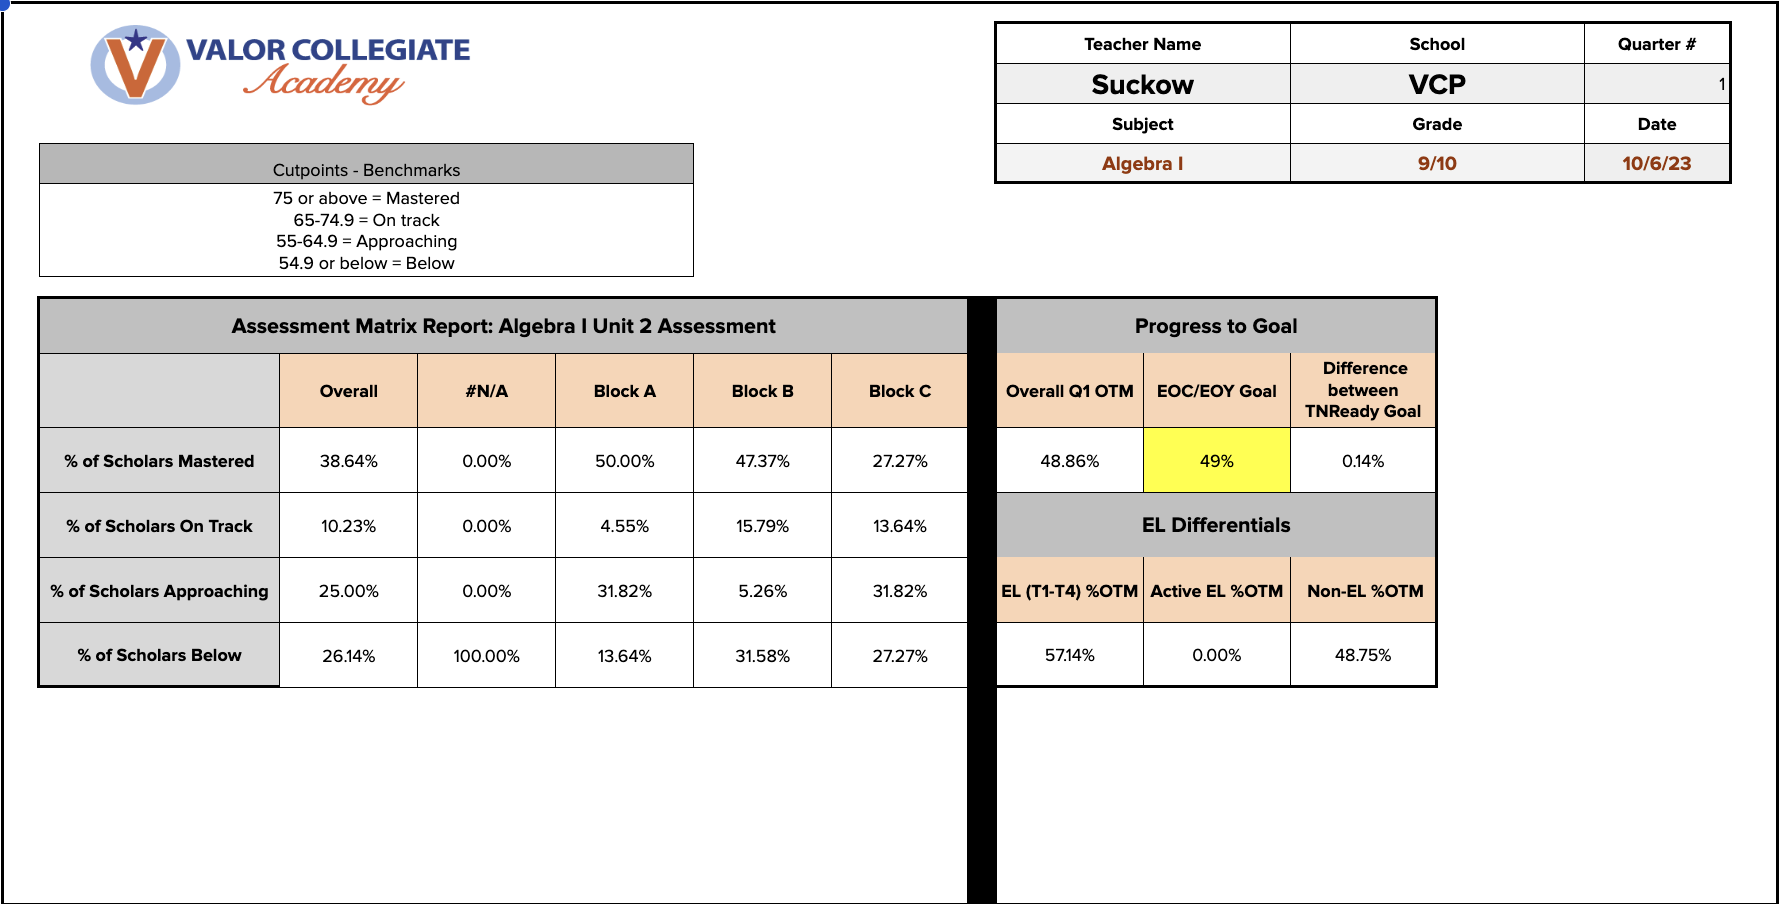 VALOR COLLEGIATE
Academy
Teacher Name School Quarter #
Suckow VCP 1
Subject Grade Date
Algebra I 9/10 10/6/23
Cutpoints - Benchmarks
75 or above = Mastered
65-74.9 = On track
55-64.9 = Approaching
54.9 or below = Below
Assessment Matrix Report: Algebra I Unit 2 Assessment
Overall #N/A Block A Block B Block C
% of Scholars Mastered 38.64% 0.00% 50.00% 47.37% 27.27%
% of Scholars On Track 10.23% 0.00% 4.55% 15.79% 13.64%
% of Scholars Approaching 25.00% 0.00% 31.82% 5.26% 31.82%
% of Scholars Below 26.14% 100.00% 13.64% 31.58% 27.27%
Progress to Goal
Overall Q1 OTM EOC/EOY Goal Difference
between
TNReady Goal
48.86% 49% 0.14%
EL Differentials
EL (T1-T4) %OTM Active EL %OTM Non-EL %OTM
57.14% 0.00% 48.75%